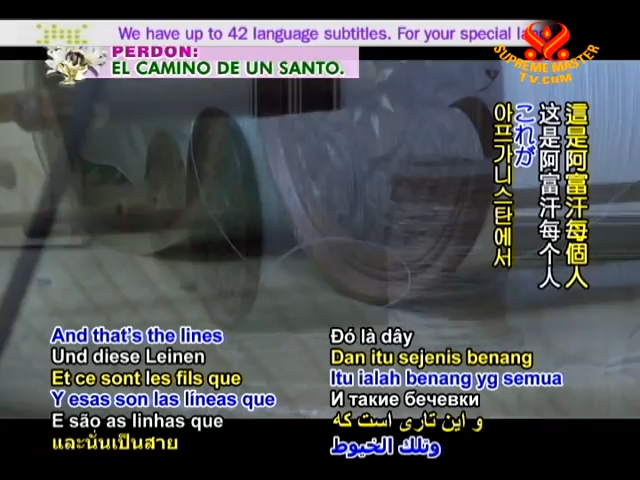 We have up to 42 language subtitles. For your special la
PERDON:
EL CAMINO DE UN SANTO.
SUPREME MASTER
TV.COM
這是阿富汗每個人
这是阿富汗每个人
これが
아프가니스탄에서
And that's the lines
Und diese Leinen
Et ce sont les fils que
Y esas son las líneas que
E são as linhas que
และนั่นเป็นสาย
Đó là dây
Dan itu sejenis benang
Itu ialah benang yg semua
И такие бечевки
و این تاری است که
وتلك الخيوط